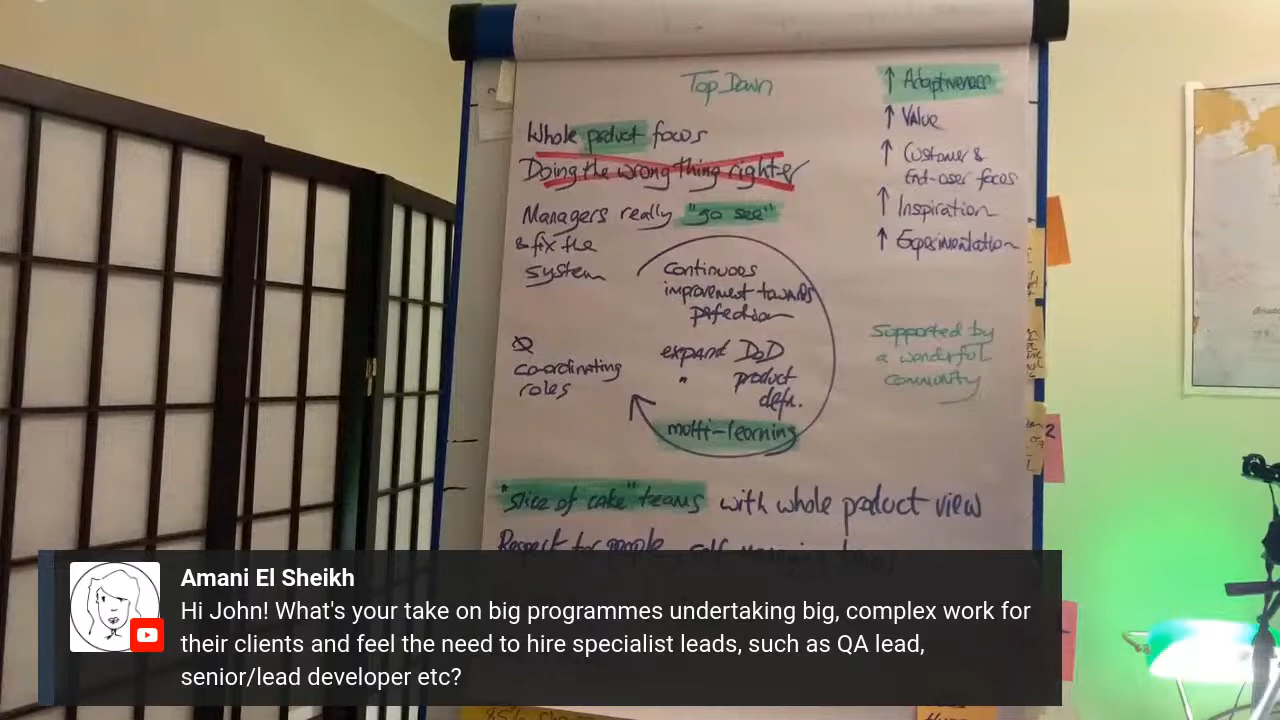 Top Down
Whole product focus
Doing the wrong thing righter
Managers really "go see"
& fix the
system
↑ Adaptiveness
↑ Value
↑ Customer &
End-user focus
↑ Inspiration
↑ Experimentation
continuous
improvement towards
perfection
expand DoD
" product
defn.
multi-learning
coordinating
roles
Supported by
a wonderful
community
"slice of cake" teams with whole product view
Respect for people
Amani El Sheikh
Hi John! What's your take on big programmes undertaking big, complex work for
their clients and feel the need to hire specialist leads, such as QA lead,
senior/lead developer etc?